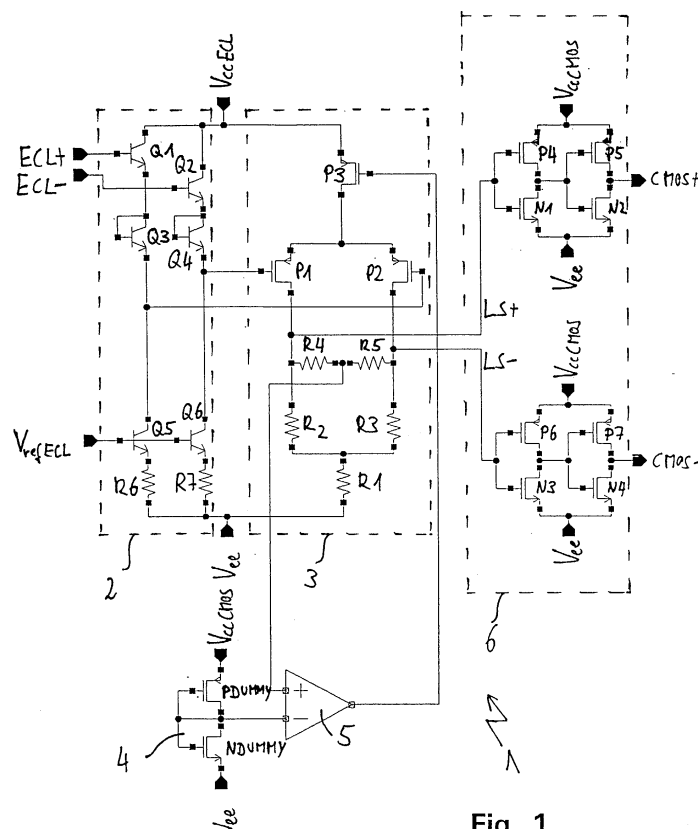 VccECL
VccCMOS
ECL+
ECL-
Q1
Q2
P3
P4
P5
CMOS+
N1
N2
Q3
Q4
P1
P2
Vee
LS+
R4
R5
LS-
VccCMOS
R2
R3
Q5
Q6
VrefECL
P6
P7
CMOS-
R6
R7
R1
N3
N4
2
Vee
3
Vee
6
VccCMOS
PDUMMY
+
-
5
4
NDUMMY
1
Vee
Fig. 1